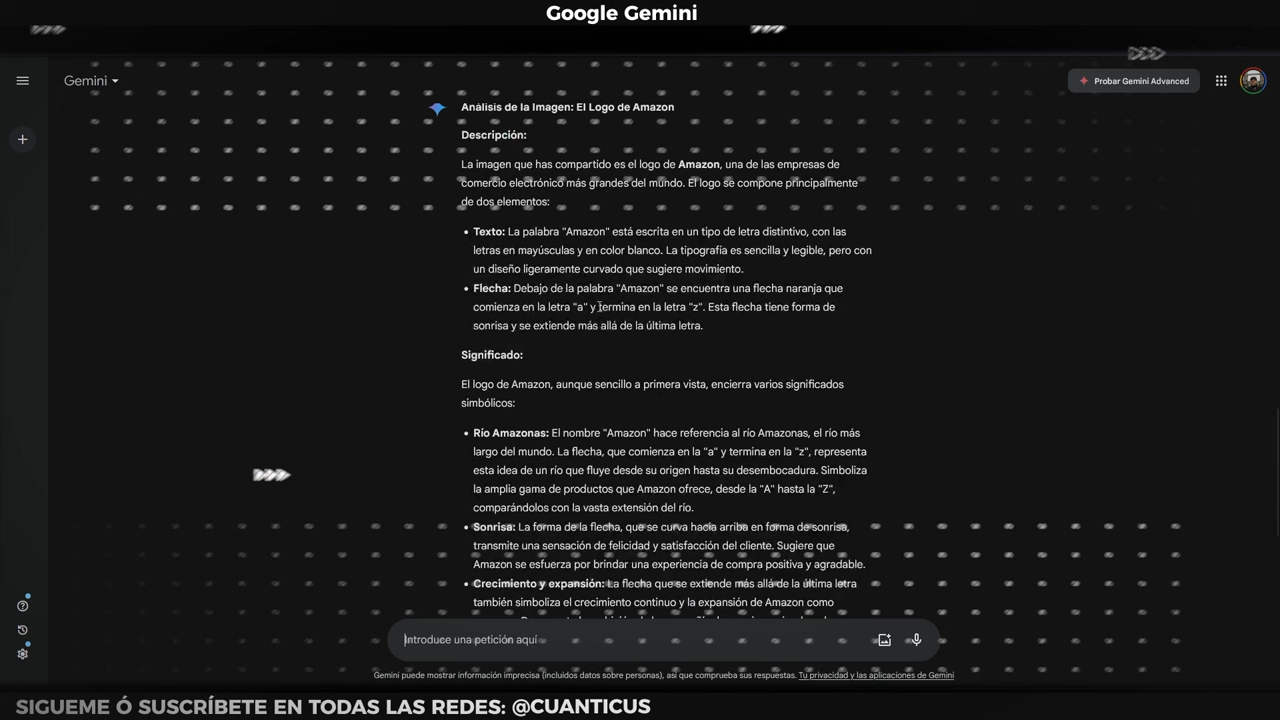 Google Gemini
Gemini
Probar Gemini Advanced
Análisis de la Imagen: El Logo de Amazon
Descripción:
La imagen que has compartido es el logo de Amazon, una de las empresas de
comercio electrónico más grandes del mundo. El logo se compone principalmente
de dos elementos:
• Texto: La palabra "Amazon" está escrita en un tipo de letra distintivo, con las
letras en mayúsculas y en color blanco. La tipografía es sencilla y legible, pero con
un diseño ligeramente curvado que sugiere movimiento.
• Flecha: Debajo de la palabra "Amazon" se encuentra una flecha naranja que
comienza en la letra "a" y termina en la letra "z". Esta flecha tiene forma de
sonrisa y se extiende más allá de la última letra.
Significado:
El logo de Amazon, aunque sencillo a primera vista, encierra varios significados
simbólicos:
• Río Amazonas: El nombre "Amazon" hace referencia al río Amazonas, el río más
largo del mundo. La flecha, que comienza en la "a" y termina en la "z", representa
esta idea de un río que fluye desde su origen hasta su desembocadura. Simboliza
la amplia gama de productos que Amazon ofrece, desde la "A" hasta la "Z",
comparándolos con la vasta extensión del río.
• Sonrisa: La forma de la flecha, que se curva hacia arriba en forma de sonrisa,
transmite una sensación de felicidad y satisfacción del cliente. Sugiere que
Amazon se esfuerza por brindar una experiencia de compra positiva y agradable.
• Crecimiento y expansión: La flecha que se extiende más allá de la última letra
también simboliza el crecimiento continuo y la expansión de Amazon como
Introduce una petición aquí
Gemini puede mostrar información imprecisa (incluidos datos sobre personas), así que comprueba sus respuestas. Tu privacidad y las aplicaciones de Gemini
SIGUEME Ó SUSCRÍBETE EN TODAS LAS REDES: @CUANTICUS